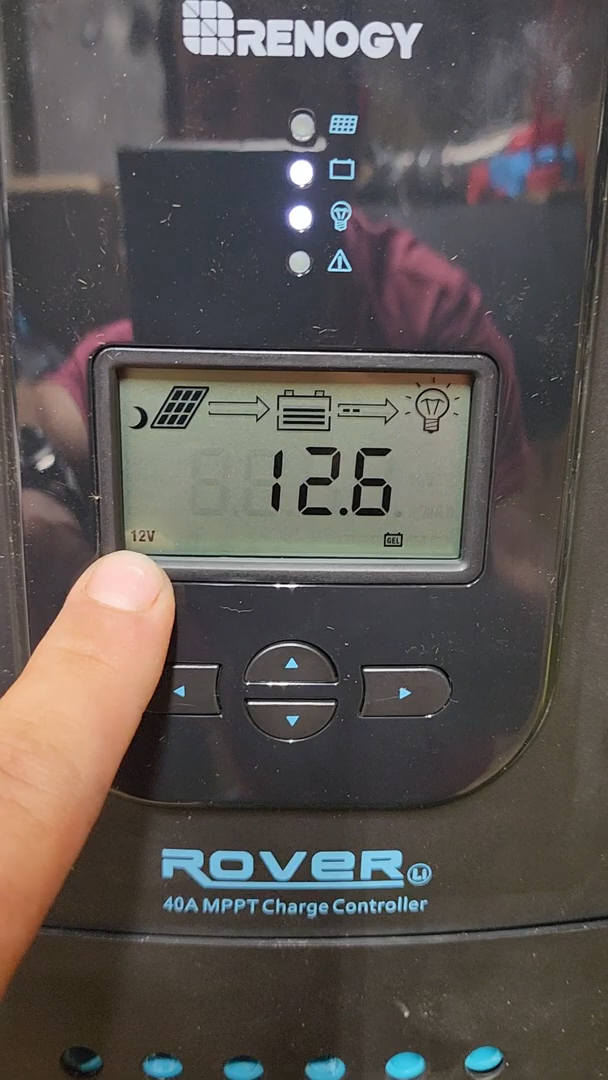 RENOGY
12.6
12V
GEL
ROVER LI
40A MPPT Charge Controller